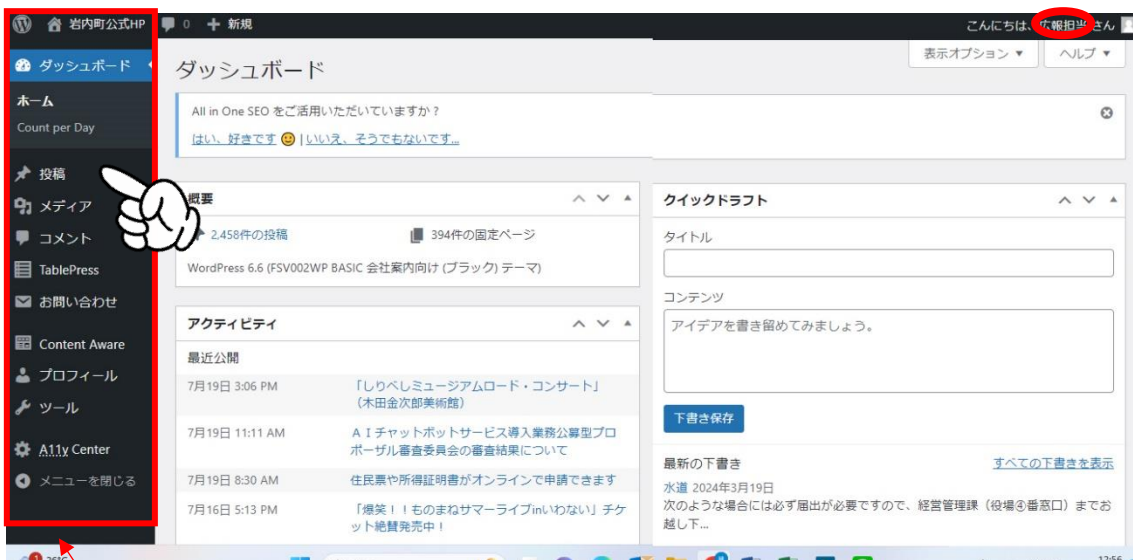 岩内町公式HP 0 新規 こんにちは、広報担当 さん
表示オプション ▼ ヘルプ ▼
ダッシュボード
ホーム
Count per Day
投稿
メディア
コメント
TablePress
お問い合わせ
Content Aware
プロフィール
ツール
A11y Center
メニューを閉じる
ダッシュボード
All in One SEO をご活用いただいていますか ?
はい、好きです | いいえ、そうでもないです...
概要
2,458件の投稿 394件の固定ページ
WordPress 6.6 (FSV002WP BASIC 会社案内向け (ブラック) テーマ)
アクティビティ
最近公開
7月19日 3:06 PM 「しりべしミュージアムロード・コンサート」
（木田金次郎美術館）
7月19日 11:11 AM ＡＩチャットボットサービス導入業務公募型プロ
ポーザル審査委員会の審査結果について
7月19日 8:30 AM 住民票や所得証明書がオンラインで申請できます
7月16日 5:13 PM 「爆笑！！ものまねサマーライブinいわない」チケ
ット絶賛発売中！
クイックドラフト
タイトル
コンテンツ
アイデアを書き留めてみましょう。
下書き保存
最新の下書き すべての下書きを表示
水道 2024年3月19日
次のような場合には必ず届出が必要ですので、経営管理課（役場④番窓口）までお
越し下...
1 26°C
12:56